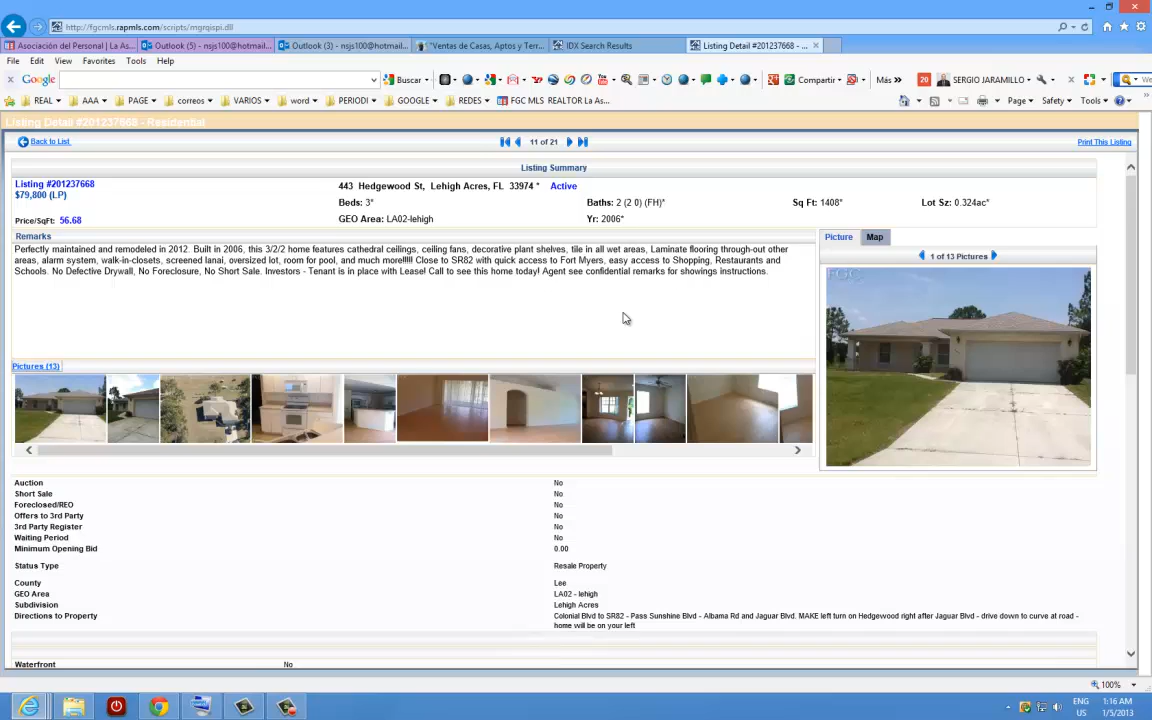 http://fgcmls.rapmls.com/scripts/mgrqispi.dll
Asociación del Personal | La As...
Outlook (5) - nsjs100@hotmail...
Outlook (3) - nsjs100@hotmail...
"Ventas de Casas, Aptos y Terr...
IDX Search Results
Listing Detail #201237668 - ...
File Edit View Favorites Tools Help
Google Buscar Compartir Más » 20 SERGIO JARAMILLO
REAL AAA PAGE correos VARIOS word PERIODI GOOGLE REDES FGC MLS REALTOR La As... Page Safety Tools
Listing Detail #201237668 - Residential
Back to List 11 of 21 Print This Listing
Listing Summary
Listing #201237668 443 Hedgewood St, Lehigh Acres, FL 33974 * Active
$79,800 (LP) Beds: 3* Baths: 2 (2 0) (FH)* Sq Ft: 1408* Lot Sz: 0.324ac*
Price/SqFt: 56.68 GEO Area: LA02-lehigh Yr: 2006*
Remarks
Perfectly maintained and remodeled in 2012. Built in 2006, this 3/2/2 home features cathedral ceilings, ceiling fans, decorative plant shelves, tile in all wet areas, Laminate flooring through-out other
areas, alarm system, walk-in-closets, screened lanai, oversized lot, room for pool, and much more!!!!! Close to SR82 with quick access to Fort Myers, easy access to Shopping, Restaurants and
Schools. No Defective Drywall, No Foreclosure, No Short Sale. Investors - Tenant is in place with Lease! Call to see this home today! Agent see confidential remarks for showings instructions.
Picture Map
1 of 13 Pictures
FGC
Pictures (13)
Auction No
Short Sale No
Foreclosed/REO No
Offers to 3rd Party No
3rd Party Register No
Waiting Period No
Minimum Opening Bid 0.00
Status Type Resale Property
County Lee
GEO Area LA02 - lehigh
Subdivision Lehigh Acres
Directions to Property Colonial Blvd to SR82 - Pass Sunshine Blvd - Albama Rd and Jaguar Blvd. MAKE left turn on Hedgewood right after Jaguar Blvd - drive down to curve at road -
home will be on your left
Waterfront No
100%
ENG 1:16 AM
US 1/5/2013